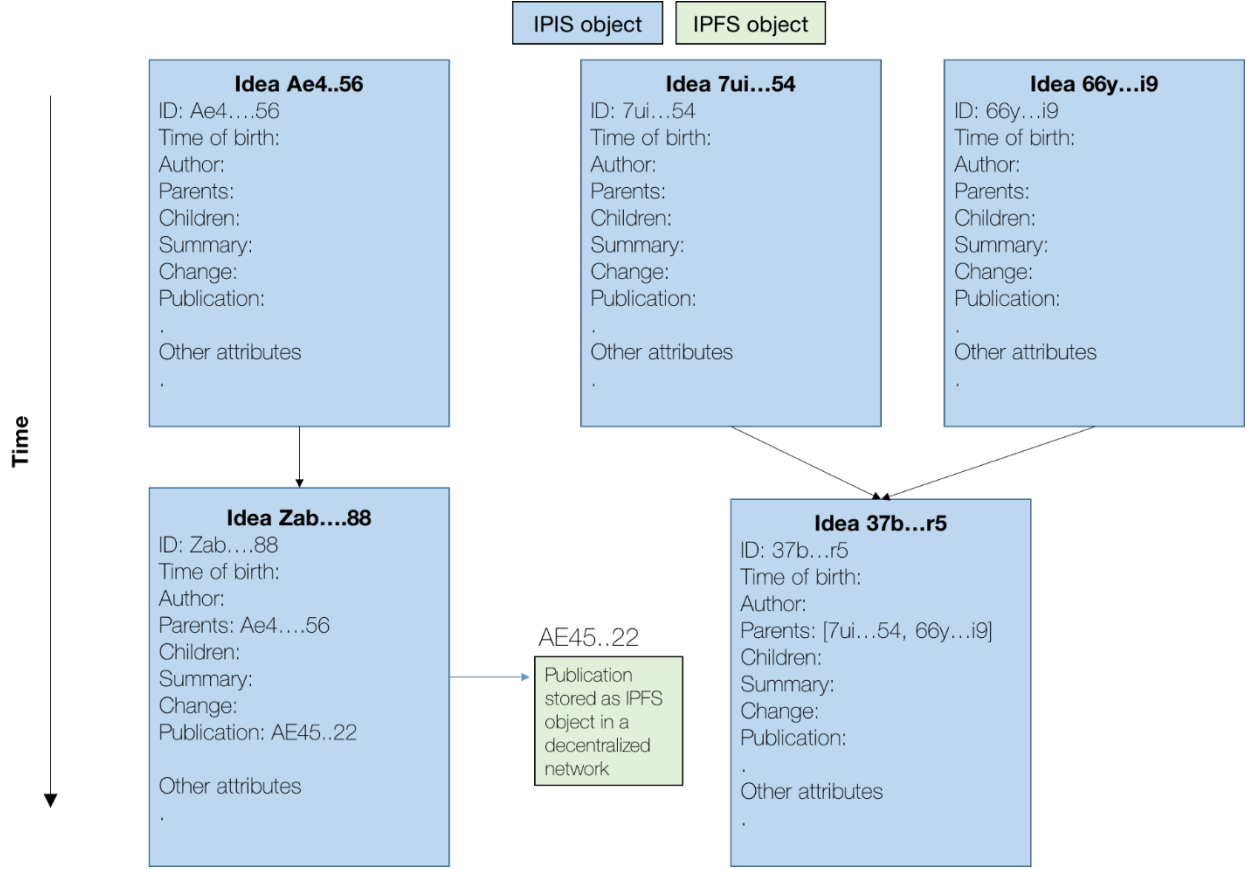 IPIS object
IPFS object
Time
Idea Ae4..56
ID: Ae4....56
Time of birth:
Author:
Parents:
Children:
Summary:
Change:
Publication:
.
Other attributes
.
Idea 7ui...54
ID: 7ui...54
Time of birth:
Author:
Parents:
Children:
Summary:
Change:
Publication:
.
Other attributes
.
Idea 66y...i9
ID: 66y...i9
Time of birth:
Author:
Parents:
Children:
Summary:
Change:
Publication:
.
Other attributes
.
Idea Zab....88
ID: Zab....88
Time of birth:
Author:
Parents: Ae4....56
Children:
Summary:
Change:
Publication: AE45..22
Other attributes
.
AE45..22
Publication
stored as IPFS
object in a
decentralized
network
Idea 37b...r5
ID: 37b...r5
Time of birth:
Author:
Parents: [7ui...54, 66y...i9]
Children:
Summary:
Change:
Publication:
.
Other attributes
.